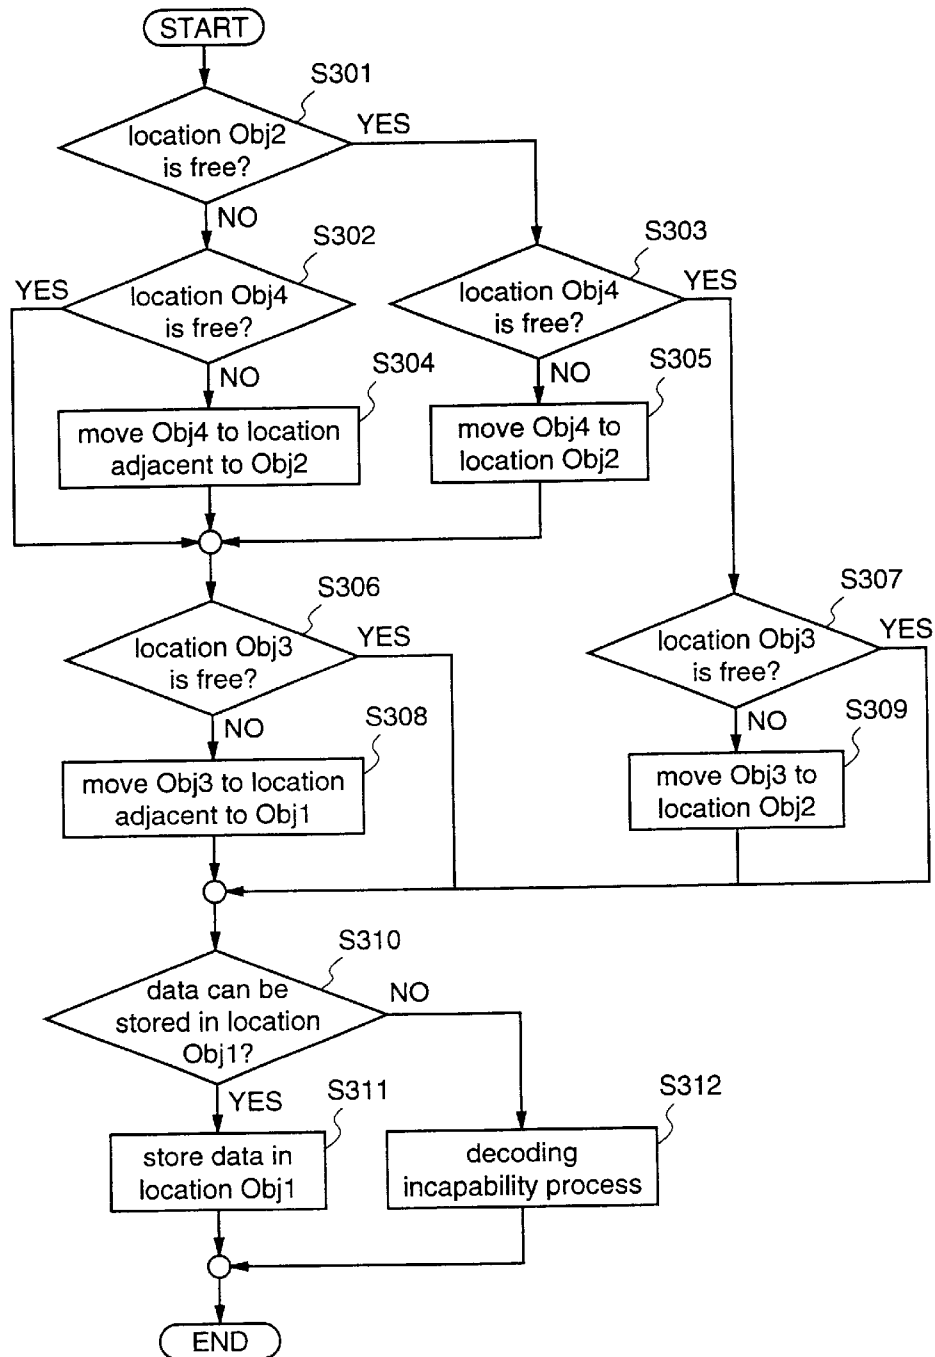 START
S301
location Obj2
is free?
YES
NO
S302
YES
location Obj4
is free?
NO
S303
location Obj4
is free?
YES
NO
S304
move Obj4 to location
adjacent to Obj2
S305
move Obj4 to
location Obj2
S306
location Obj3
is free?
YES
NO
S307
location Obj3
is free?
YES
NO
S308
move Obj3 to location
adjacent to Obj1
S309
move Obj3 to
location Obj2
S310
data can be
stored in location
Obj1?
NO
YES
S311
store data in
location Obj1
S312
decoding
incapability process
END